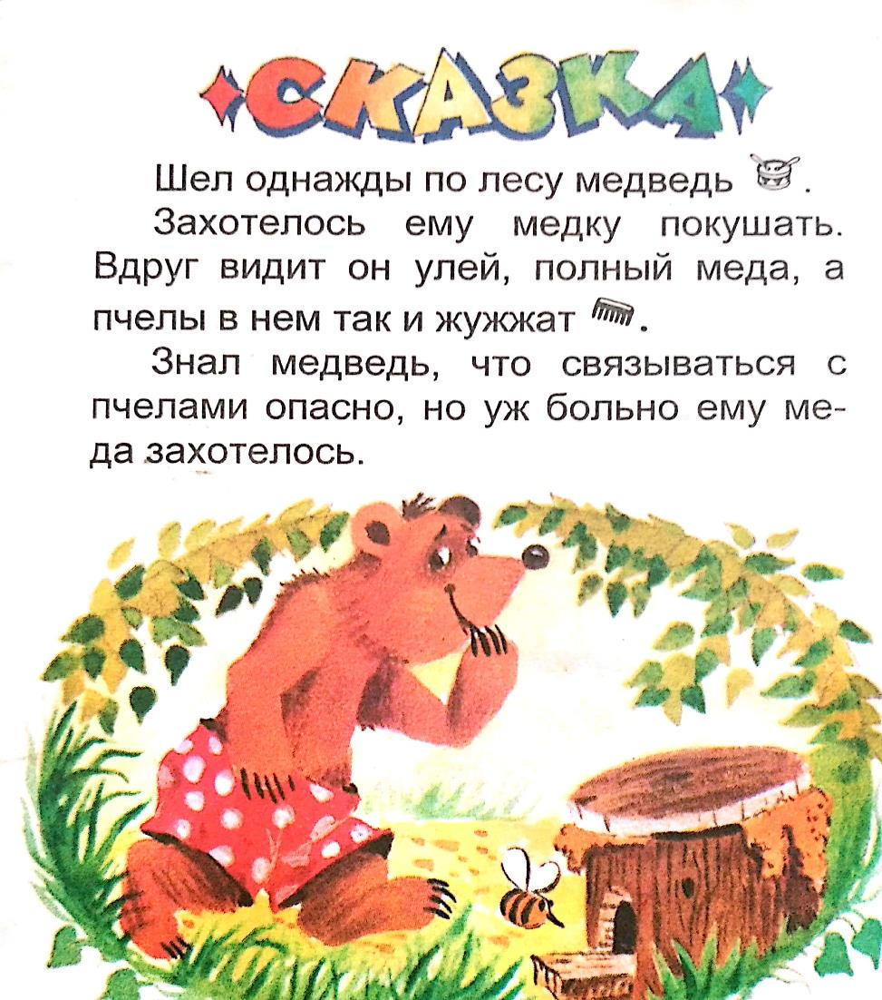 СКАЗКА
Шел однажды по лесу медведь .
Захотелось ему медку покушать.
Вдруг видит он улей, полный меда, а
пчелы в нем так и жужжат .
Знал медведь, что связываться с
пчелами опасно, но уж больно ему ме-
да захотелось.